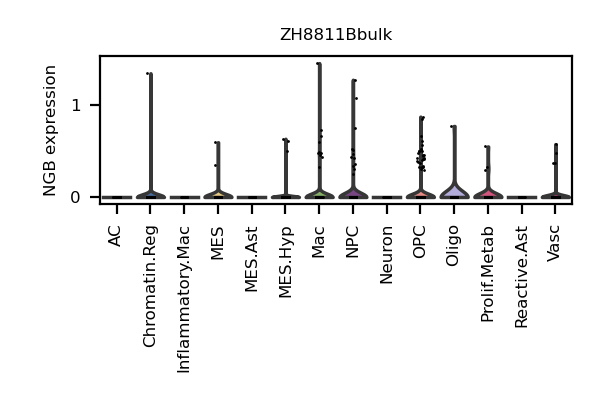 ZH8811Bbulk
NGB expression
1
0
AC
Chromatin.Reg
Inflammatory.Mac
MES
MES.Ast
MES.Hyp
Mac
NPC
Neuron
OPC
Oligo
Prolif.Metab
Reactive.Ast
Vasc